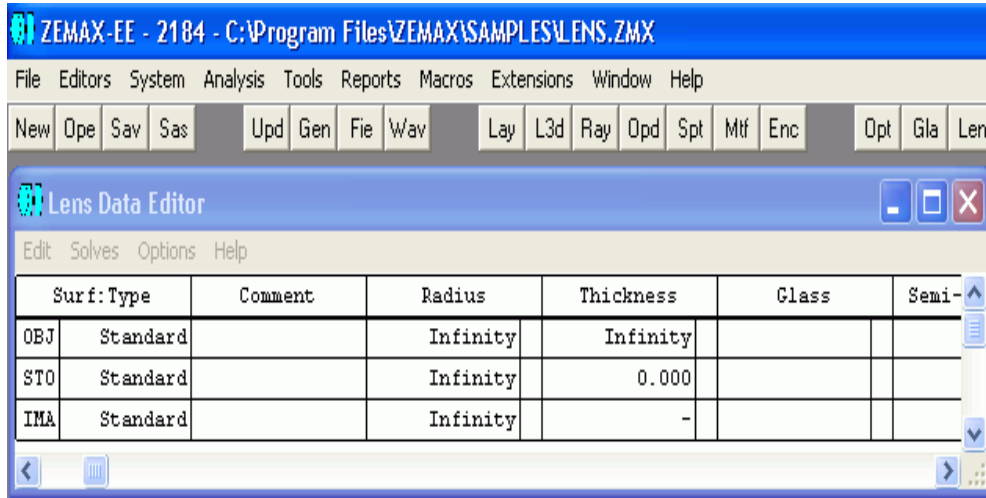 ZEMAX-EE - 2184 - C:\Program Files\ZEMAX\SAMPLES\LENS.ZMX
File Editors System Analysis Tools Reports Macros Extensions Window Help
New Ope Sav Sas Upd Gen Fie Wav Lay L3d Ray Opd Spt Mtf Enc Opt Gla Len
Lens Data Editor
Edit Solves Options Help
Surf:Type Comment Radius Thickness Glass Semi-
OBJ Standard Infinity Infinity
STO Standard Infinity 0.000
IMA Standard Infinity -